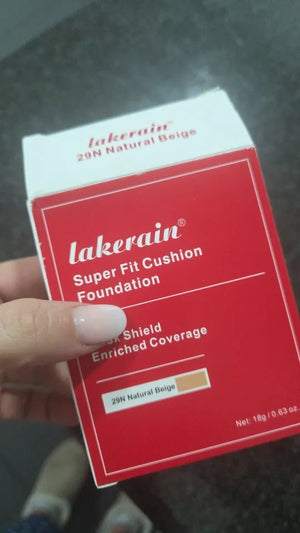 lakerain®
29N Natural Beige
lakerain®
Super Fit Cushion
Foundation
Shield
Enriched Coverage
29N Natural Beige
Net: 18g / 0.63 oz.